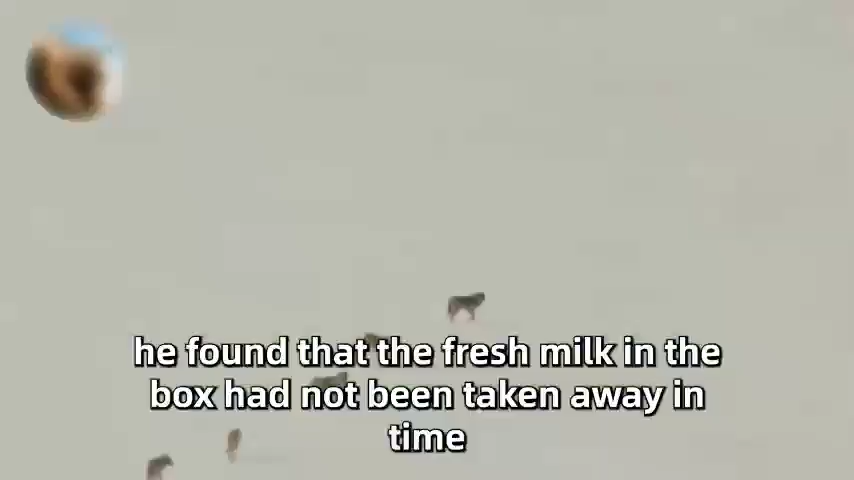 he found that the fresh milk in the
box had not been taken away in
time